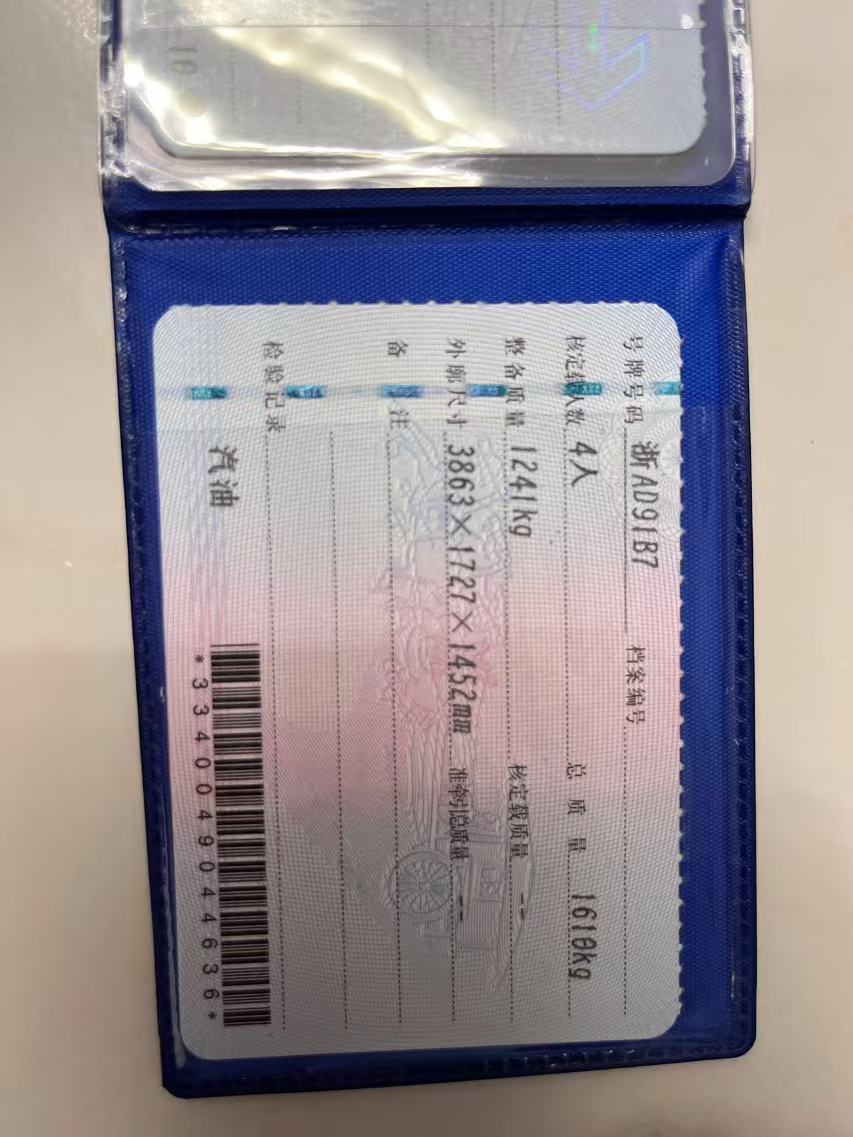 号牌号码 浙AD91B7 档案编号
核定载人数 4人 总质量 1610kg
整备质量 1241kg 核定载质量 --
外廓尺寸 3863×1727×1452mm 准牵引总质量 --
备注
检验记录
汽油
*3340049044636*